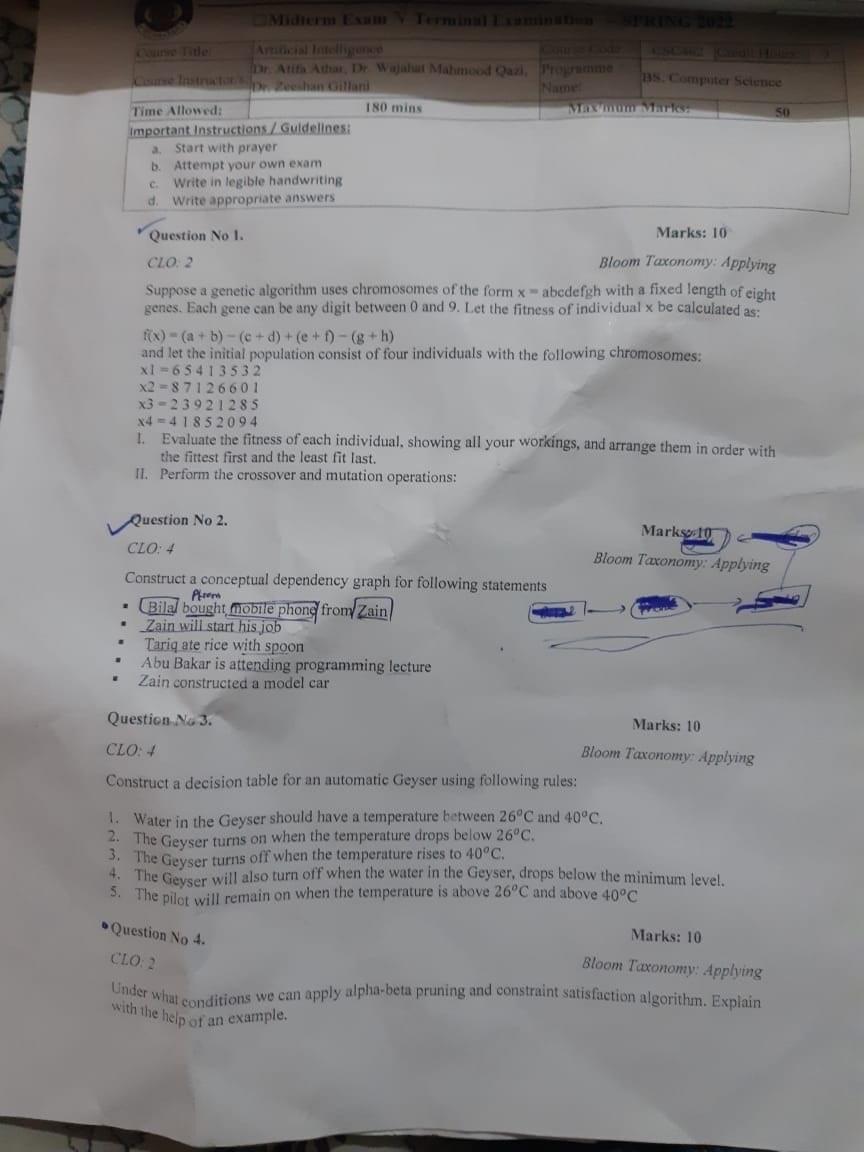 Midterm Exam √ Terminal Examination – SPRING 2022
Course Title: Artificial Intelligence Course Code: CSC462 Credit Hours: 3
Course Instructor/s: Dr. Atifa Athar, Dr. Wajahat Mahmood Qazi, Dr. Zeeshan Gillani Programme Name: BS. Computer Science
Time Allowed: 180 mins Maximum Marks: 50
Important Instructions / Guidelines:
a. Start with prayer
b. Attempt your own exam
c. Write in legible handwriting
d. Write appropriate answers
Question No 1. Marks: 10
CLO: 2 Bloom Taxonomy: Applying
Suppose a genetic algorithm uses chromosomes of the form x = abcdefgh with a fixed length of eight
genes. Each gene can be any digit between 0 and 9. Let the fitness of individual x be calculated as:
f(x) = (a + b) – (c + d) + (e + f) – (g + h)
and let the initial population consist of four individuals with the following chromosomes:
x1 = 6 5 4 1 3 5 3 2
x2 = 8 7 1 2 6 6 0 1
x3 = 2 3 9 2 1 2 8 5
x4 = 4 1 8 5 2 0 9 4
I. Evaluate the fitness of each individual, showing all your workings, and arrange them in order with
the fittest first and the least fit last.
II. Perform the crossover and mutation operations:
Question No 2. Marks: 10
CLO: 4 Bloom Taxonomy: Applying
Construct a conceptual dependency graph for following statements
▪ Bilal bought mobile phone from Zain
▪ Zain will start his job
▪ Tariq ate rice with spoon
▪ Abu Bakar is attending programming lecture
▪ Zain constructed a model car
Question No 3. Marks: 10
CLO: 4 Bloom Taxonomy: Applying
Construct a decision table for an automatic Geyser using following rules:
1. Water in the Geyser should have a temperature between 26°C and 40°C.
2. The Geyser turns on when the temperature drops below 26°C.
3. The Geyser turns off when the temperature rises to 40°C.
4. The Geyser will also turn off when the water in the Geyser, drops below the minimum level.
5. The pilot will remain on when the temperature is above 26°C and above 40°C
Question No 4. Marks: 10
CLO: 2 Bloom Taxonomy: Applying
Under what conditions we can apply alpha-beta pruning and constraint satisfaction algorithm. Explain
with the help of an example.